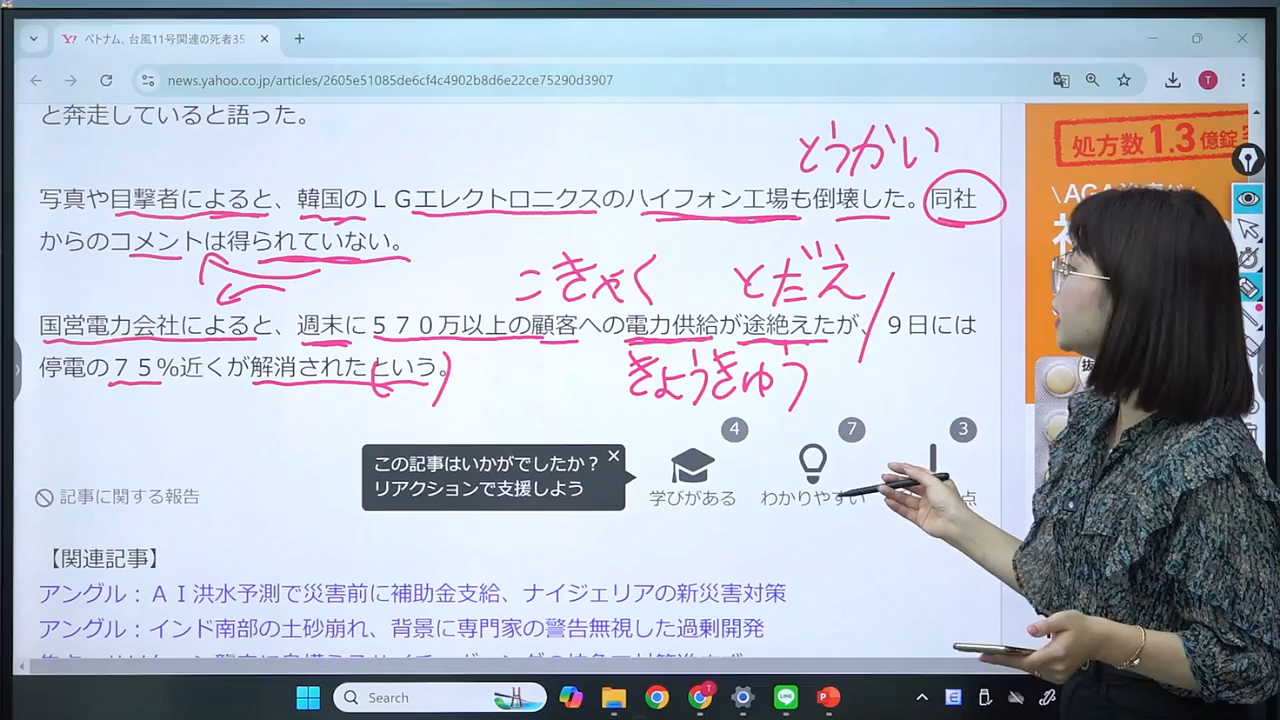 ベトナム、台風11号関連の死者35
news.yahoo.co.jp/articles/2605e51085de6cf4c4902b8d6e22ce75290d3907
T
と奔走していると語った。
とうかい
写真や目撃者によると、韓国のＬＧエレクトロニクスのハイフォン工場も倒壊した。同社
からのコメントは得られていない。
こきゃく とだえ
国営電力会社によると、週末に５７０万以上の顧客への電力供給が途絶えたが、９日には
停電の７５％近くが解消されたという。
きょうきゅう
処方数1.3億錠
4 7 3
この記事はいかがでしたか？
リアクションで支援しよう
学びがある わかりやすい 点
記事に関する報告
【関連記事】
アングル：ＡＩ洪水予測で災害前に補助金支給、ナイジェリアの新災害対策
アングル：インド南部の土砂崩れ、背景に専門家の警告無視した過剰開発
Search